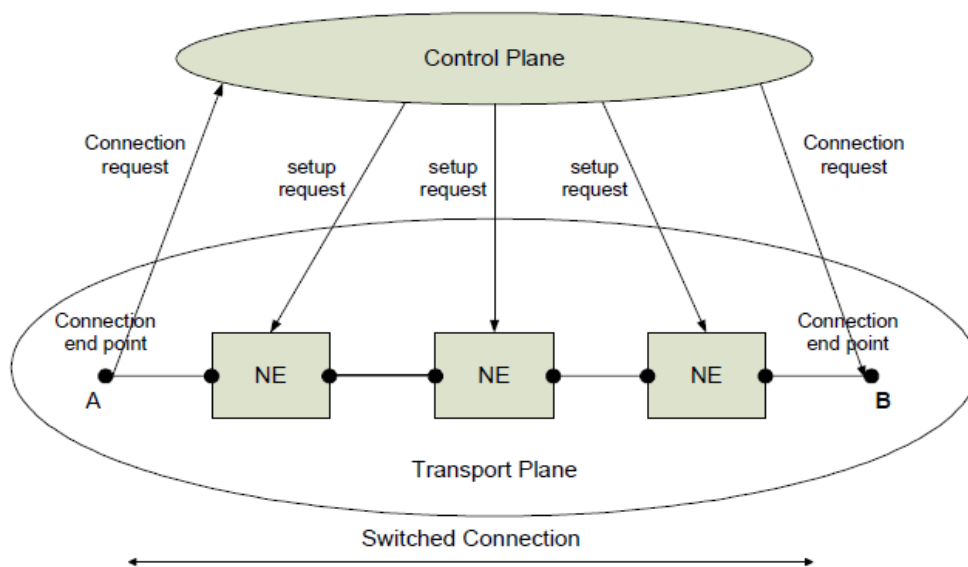 Control Plane
Connection
request
setup
request
setup
request
setup
request
Connection
request
Connection
end point
Connection
end point
NE
NE
NE
A
B
Transport Plane
Switched Connection